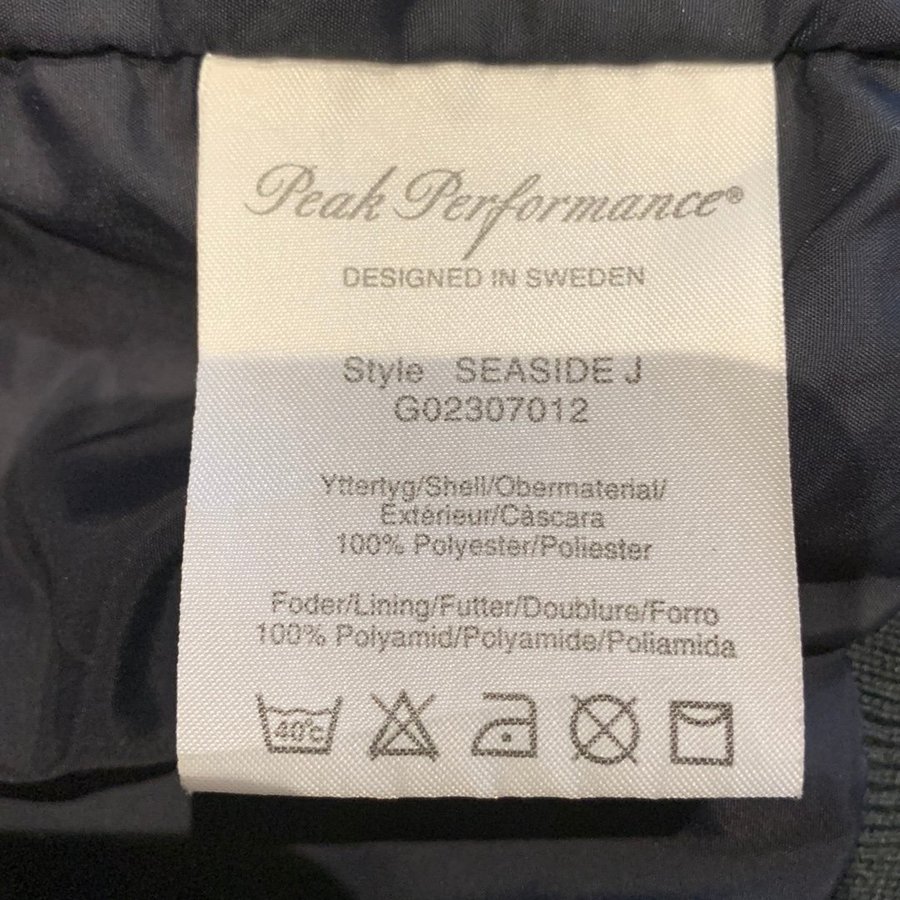 Peak Performance®
DESIGNED IN SWEDEN
Style SEASIDE J
G02307012
Yttertyg/Shell/Obermaterial/
Extérieur/Càscara
100% Polyester/Poliester
Foder/Lining/Futter/Doublure/Forro
100% Polyamid/Polyamide/Poliamida
40°c